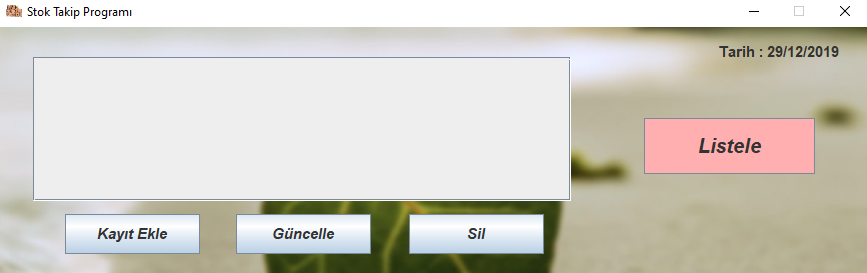 Stok Takip Programı
Tarih : 29/12/2019
Listele
Kayıt Ekle
Güncelle
Sil